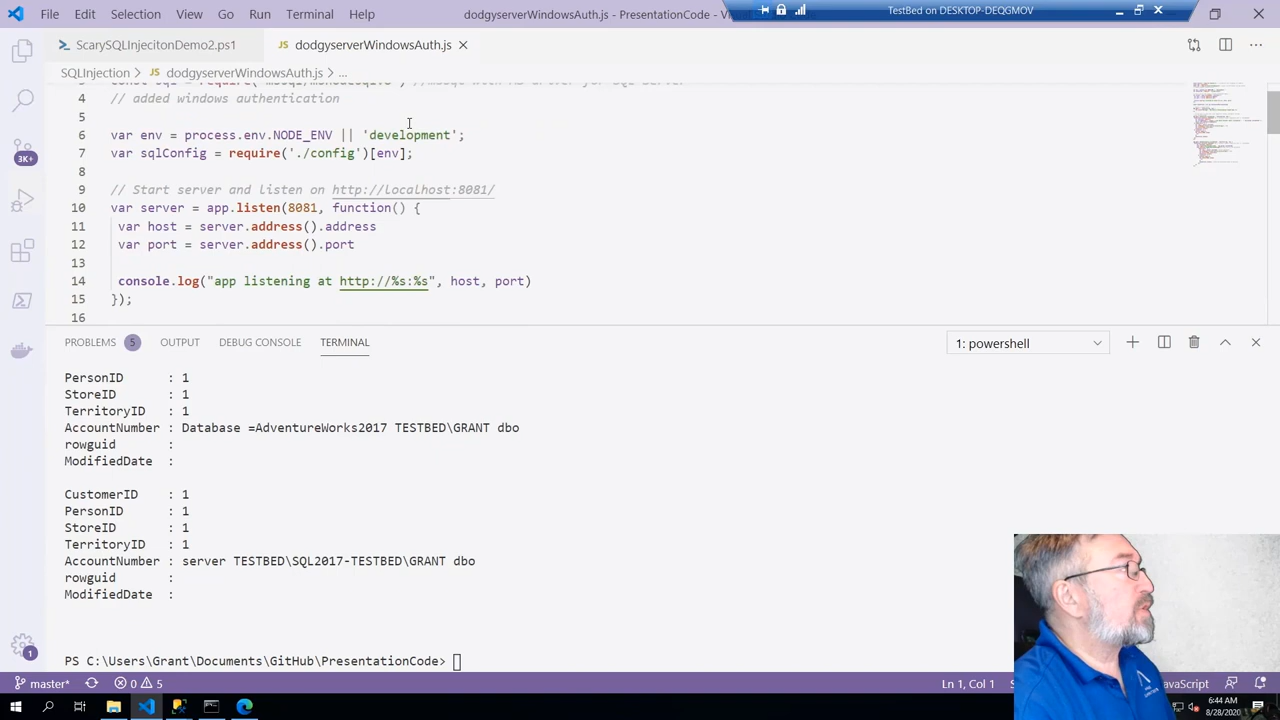 File
Edit
Selection
View
Go
Run
···
dodgyserverWindowsAuth.js - PresentationCode -
TestBed on DESKTOP-DEQGMOV
ScarySQLInjecitonDemo2.ps1
JS dodgyserverWindowsAuth.js
SQLInjection > JS dodgyserverWindowsAuth.js > ...
4 // added windows authentication
6 var env = process.env.NODE_ENV || 'development';
var sqlConfig = require('./config')[env];
9 // Start server and listen on http://localhost:8081/
10 var server = app.listen(8081, function() {
11 var host = server.address().address
12 var port = server.address().port
13
14 console.log("app listening at http://%s:%s", host, port)
15 });
16
3K+
PROBLEMS 5 OUTPUT DEBUG CONSOLE TERMINAL
1: powershell
PersonID : 1
StoreID : 1
TerritoryID : 1
AccountNumber : Database =AdventureWorks2017 TESTBED\GRANT dbo
rowguid :
ModifiedDate :
CustomerID : 1
PersonID : 1
StoreID : 1
TerritoryID : 1
AccountNumber : server TESTBED\SQL2017-TESTBED\GRANT dbo
rowguid :
ModifiedDate :
PS C:\Users\Grant\Documents\GitHub\PresentationCode>
1
master* 0 5
Ln 1, Col 1
6:44 AM
8/28/2020